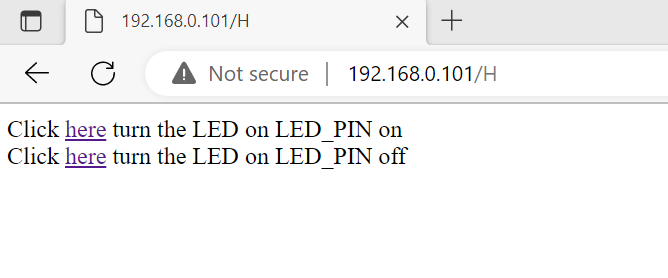 192.168.0.101/H
Not secure | 192.168.0.101/H
Click here turn the LED on LED_PIN on
Click here turn the LED on LED_PIN off